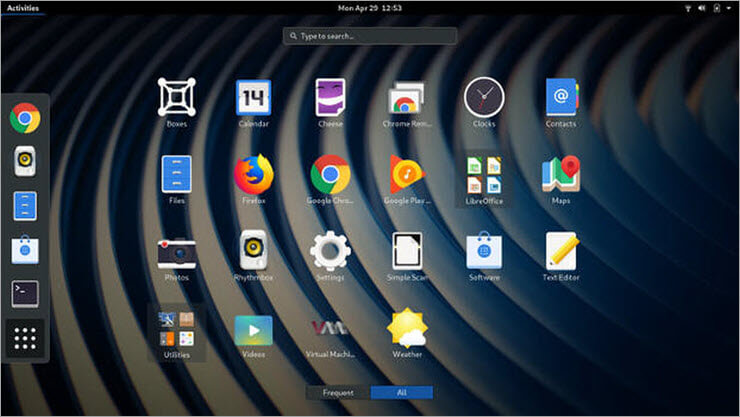 Activities
Mon Apr 29 12:53
Type to search...
14
Boxes
Calendar
Cheese
Chrome Rem...
Clocks
Contacts
@
Files
Firefox
Google Chro...
Google Play ...
LibreOffice
Maps
Photos
Rhythmbox
Settings
Simple Scan
Software
Text Editor
Utilities
Videos
Virtual Machi...
Weather
Frequent
All